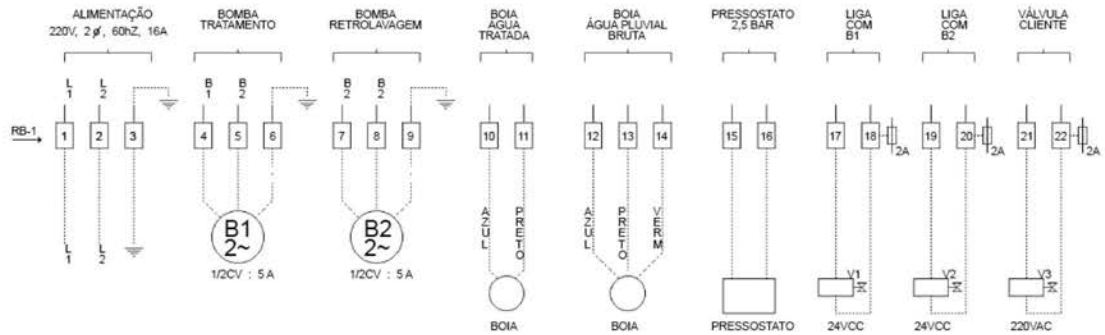 ALIMENTAÇÃO
220V, 2ø, 60hZ, 16A
BOMBA
TRATAMENTO
BOMBA
RETROLAVAGEM
BOIA
AGUA
TRATADA
BOIA
ÁGUA PLUVIAL
BRUTA
PRESSOSTATO
2,5 BAR
LIGA
COM
B1
LIGA
COM
B2
VÁLVULA
CLIENTE
L1 L2 B1 B2 B2 B2
RB-1
1 2 3 4 5 6 7 8 9 10 11 12 13 14 15 16 17 18 19 20 21 22
2A 2A 2A
AZUL PRETO AZUL PRETO VERM
B1
2~
B2
2~
L1 L2
1/2CV : 5A
1/2CV : 5A
V1 V2 V3
BOIA BOIA PRESSOSTATO 24VCC 24VCC 220VAC